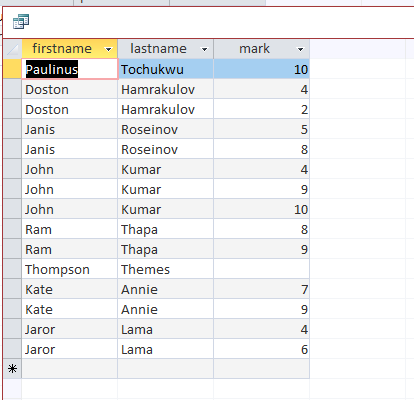 firstname lastname mark
Paulinus Tochukwu 10
Doston Hamrakulov 4
Doston Hamrakulov 2
Janis Roseinov 5
Janis Roseinov 8
John Kumar 4
John Kumar 9
John Kumar 10
Ram Thapa 8
Ram Thapa 9
Thompson Themes
Kate Annie 7
Kate Annie 9
Jaror Lama 4
Jaror Lama 6